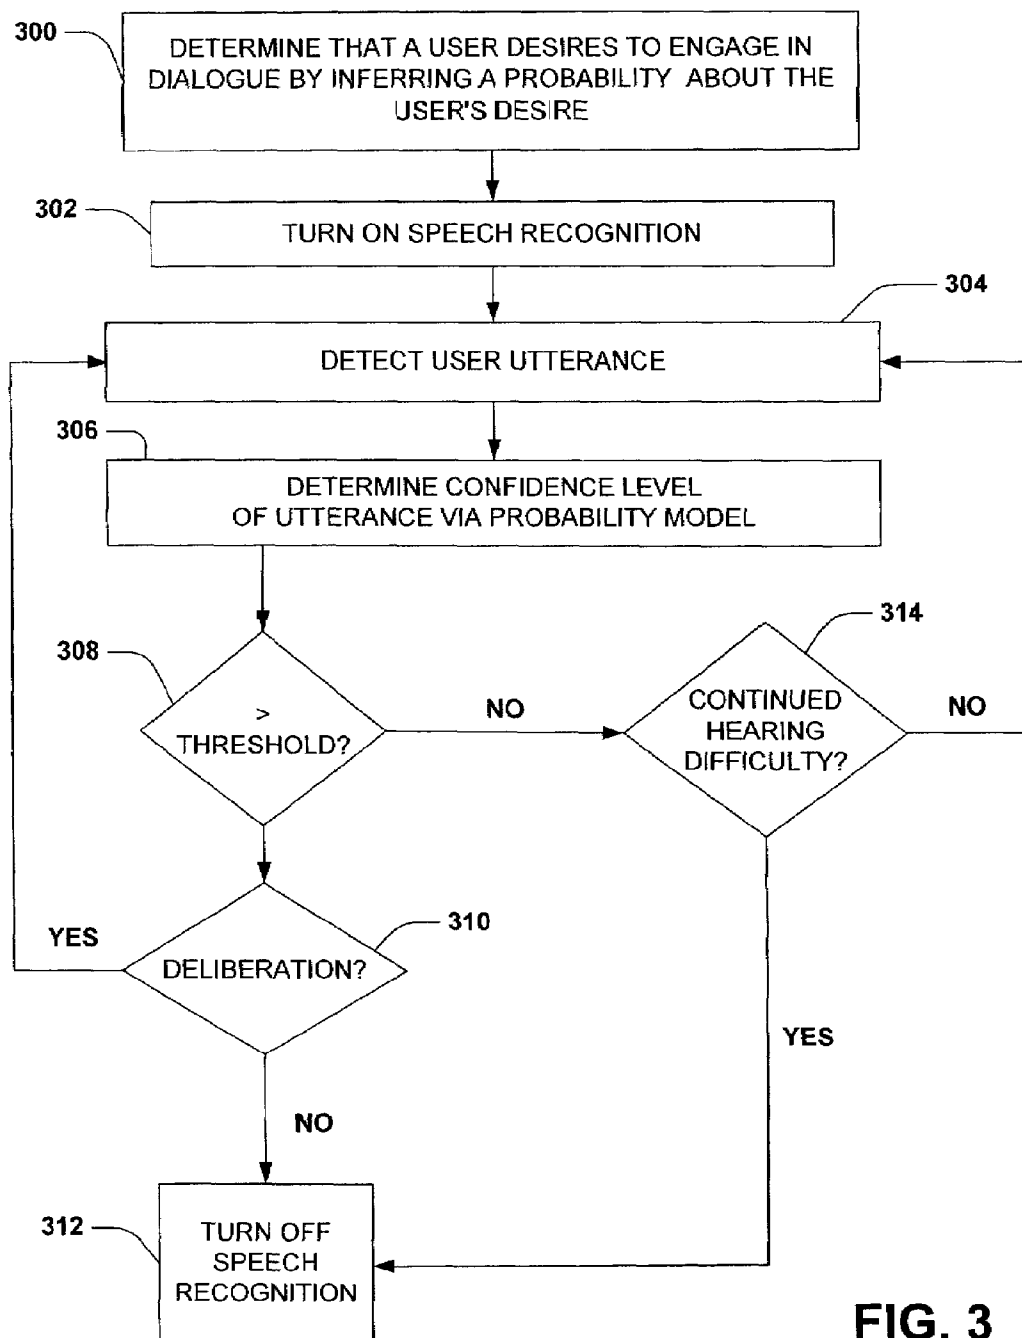 300
DETERMINE THAT A USER DESIRES TO ENGAGE IN
DIALOGUE BY INFERRING A PROBABILITY ABOUT THE
USER'S DESIRE
302
TURN ON SPEECH RECOGNITION
304
DETECT USER UTTERANCE
306
DETERMINE CONFIDENCE LEVEL
OF UTTERANCE VIA PROBABILITY MODEL
308
>
THRESHOLD?
NO
314
CONTINUED
HEARING
DIFFICULTY?
NO
YES
310
DELIBERATION?
YES
NO
312
TURN OFF
SPEECH
RECOGNITION
FIG. 3